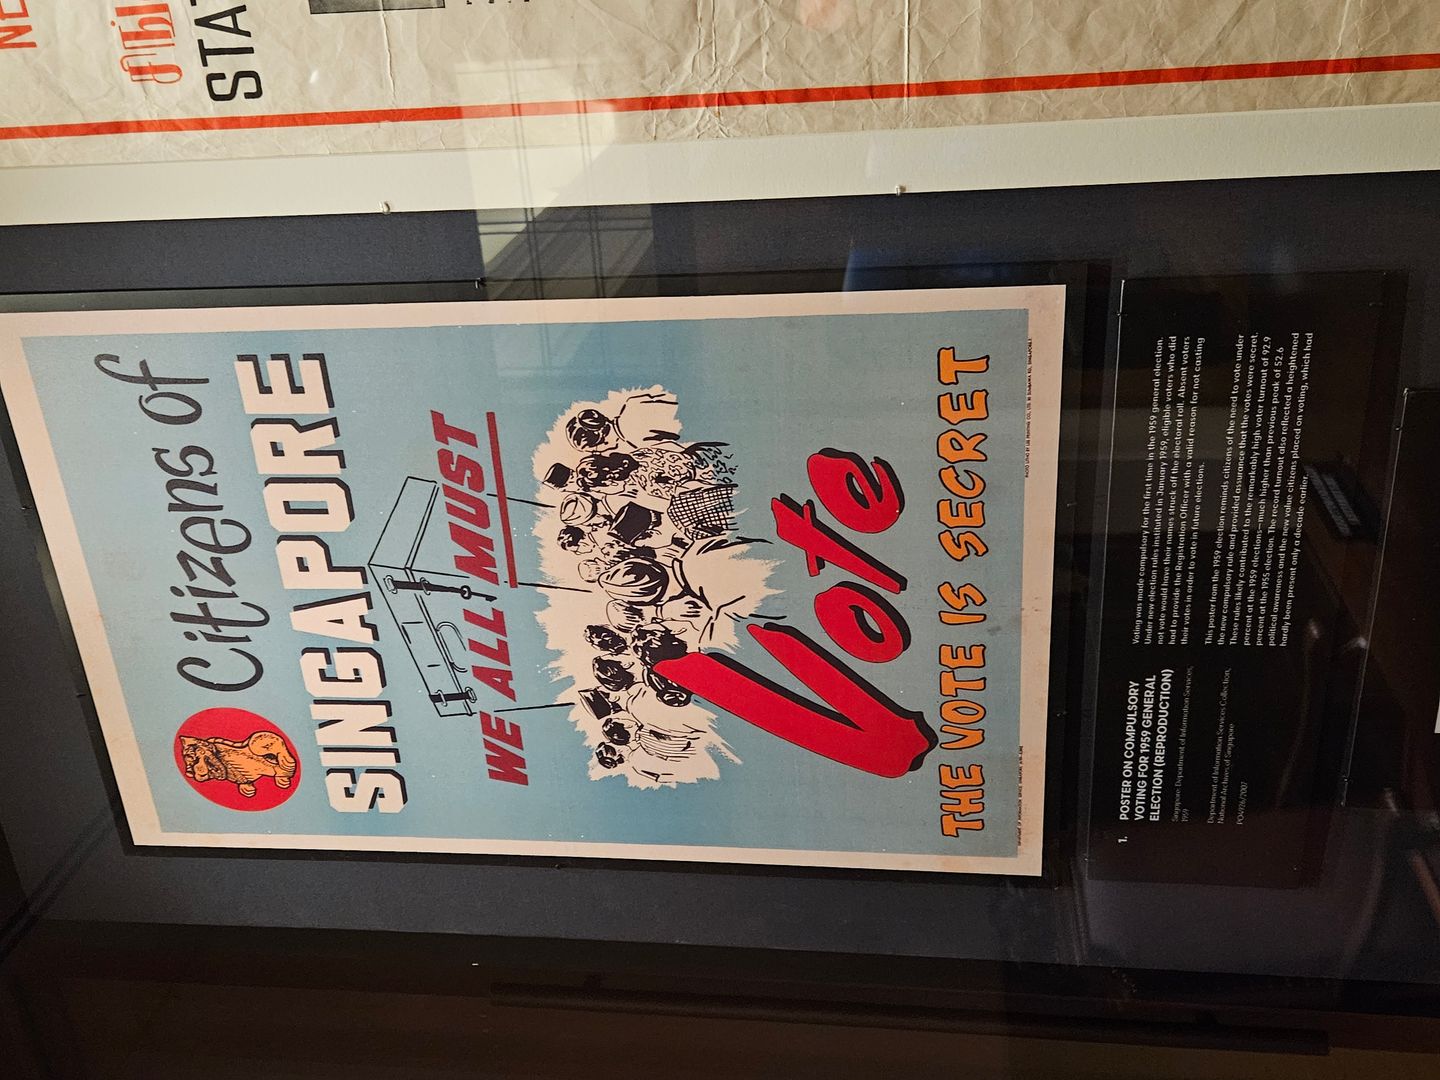 NE
STA
Citizens of
SINGAPORE
WE ALL MUST
Vote
THE VOTE IS SECRET
1.
POSTER ON COMPULSORY
VOTING FOR 1959 GENERAL
ELECTION (REPRODUCTION)
Singapore: Department of Information Services,
1959
Department of Information Services Collection,
National Archives of Singapore
Voting was made compulsory for the first time in the 1959 general election.
Under new election rules instituted in January 1959, eligible voters who did
not vote would have their names struck off the electoral roll. Absent voters
had to provide the Registration Officer with a valid reason for not casting
their votes in order to vote in future elections.
This poster from the 1959 election reminds citizens of the need to vote under
the new compulsory rule and provided assurance that the votes were secret.
These rules likely contributed to the remarkably high voter turnout of 92.9
percent at the 1959 elections—much higher than previous peak of 52.6
percent at the 1955 election. The record turnout also reflected a heightened
political awareness and the new value citizens placed on voting, which had
hardly been present only a decade earlier.